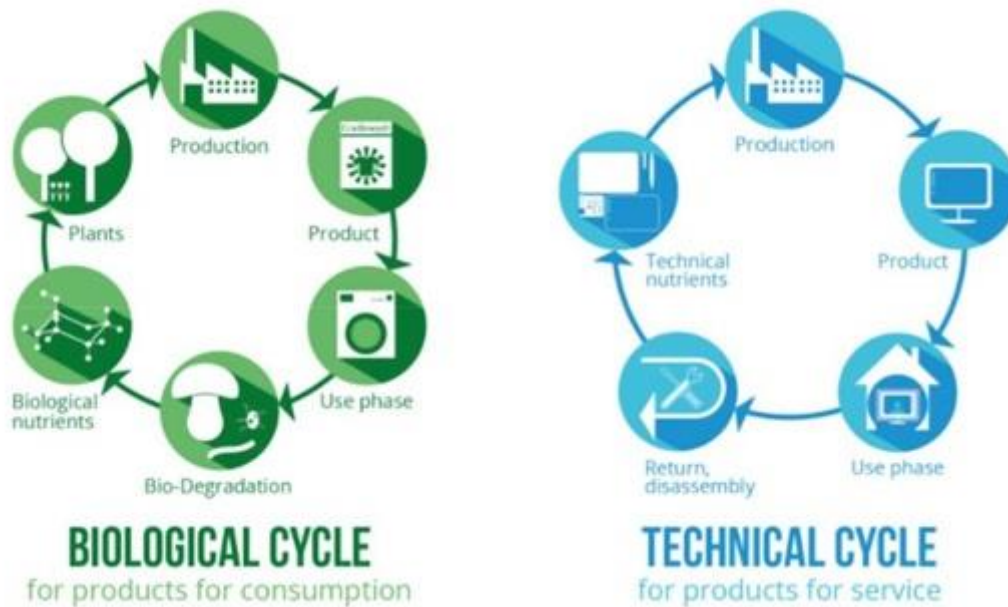 Production
Product
Use phase
Bio-Degradation
Biological
nutrients
Plants
BIOLOGICAL CYCLE
for products for consumption
Production
Product
Use phase
Return,
disassembly
Technical
nutrients
TECHNICAL CYCLE
for products for service